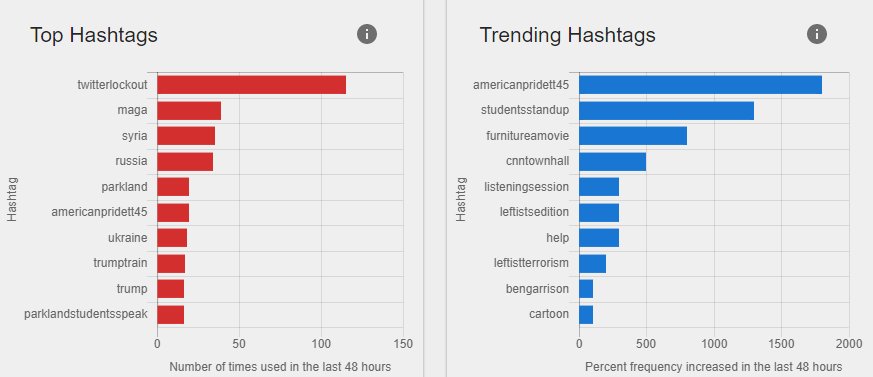 Top Hashtags
Hashtag
twitterlockout
maga
syria
russia
parkland
americanpridett45
ukraine
trumptrain
trump
parklandstudentsspeak
0 50 100 150
Number of times used in the last 48 hours
Trending Hashtags
Hashtag
americanpridett45
studentsstandup
furnitureamovie
cnntownhall
listeningsession
leftistsedition
help
leftistterrorism
bengarrison
cartoon
0 500 1000 1500 2000
Percent frequency increased in the last 48 hours